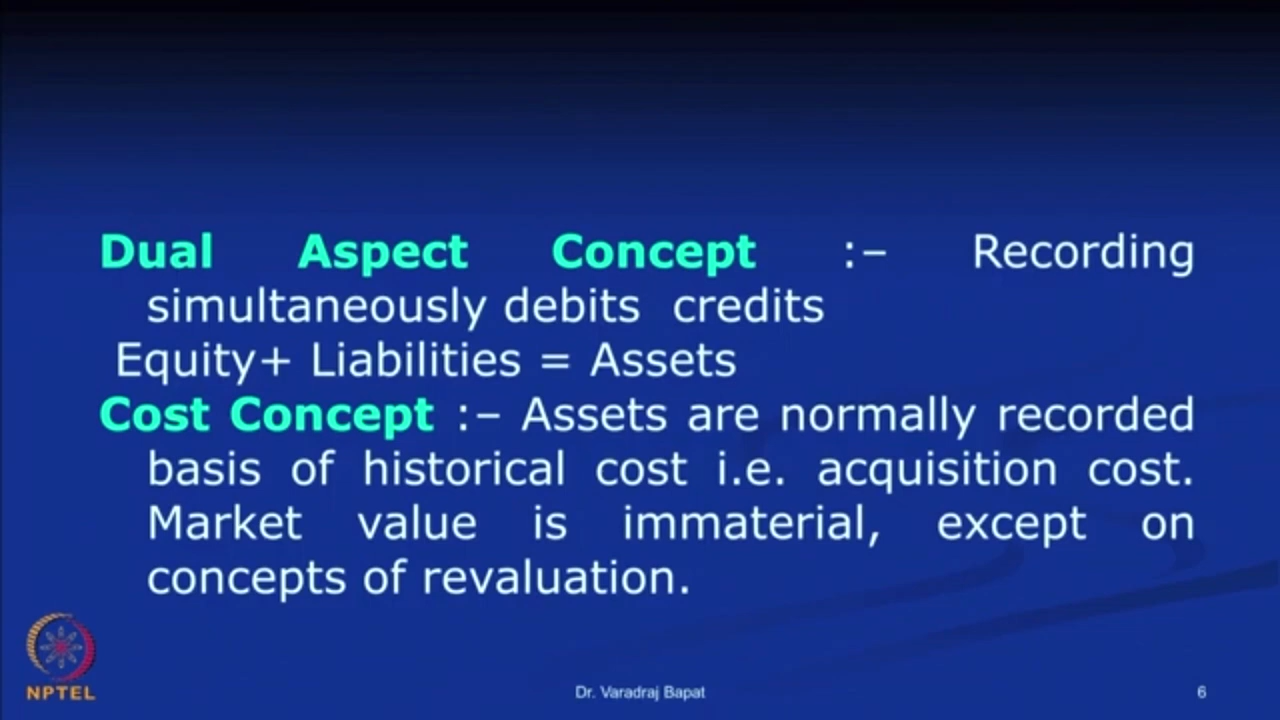 Dual Aspect Concept :– Recording
simultaneously debits credits
Equity+ Liabilities = Assets
Cost Concept :– Assets are normally recorded
basis of historical cost i.e. acquisition cost.
Market value is immaterial, except on
concepts of revaluation.
NPTEL
Dr. Varadraj Bapat
6